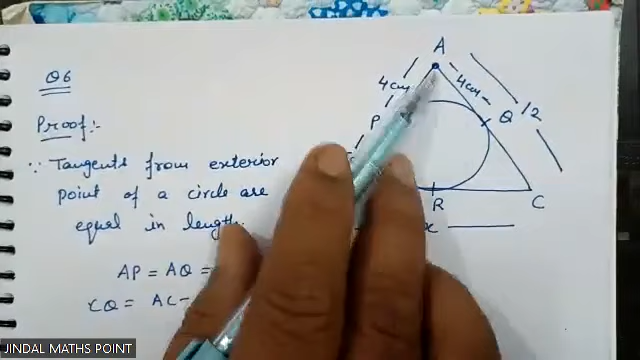 Q6
Proof:-
∵ Tangents from exterior
point of a circle are
equal in length.
AP = AQ =
CQ = AC-
A
4cm
4cm
P
Q
12
R
C
x
JINDAL MATHS POINT